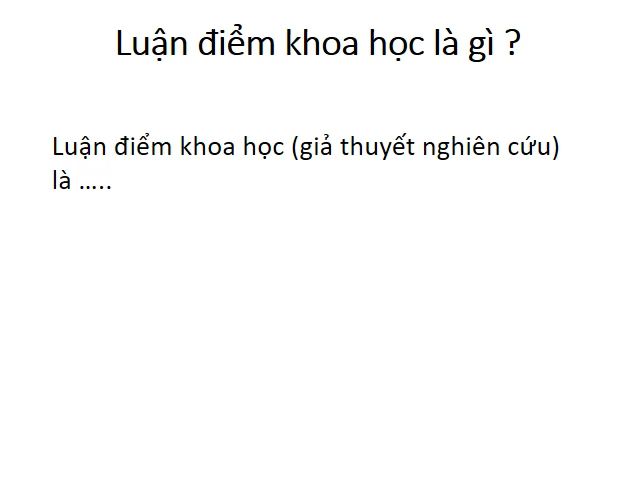 Luận điểm khoa học là gì ?
Luận điểm khoa học (giả thuyết nghiên cứu)
là …..